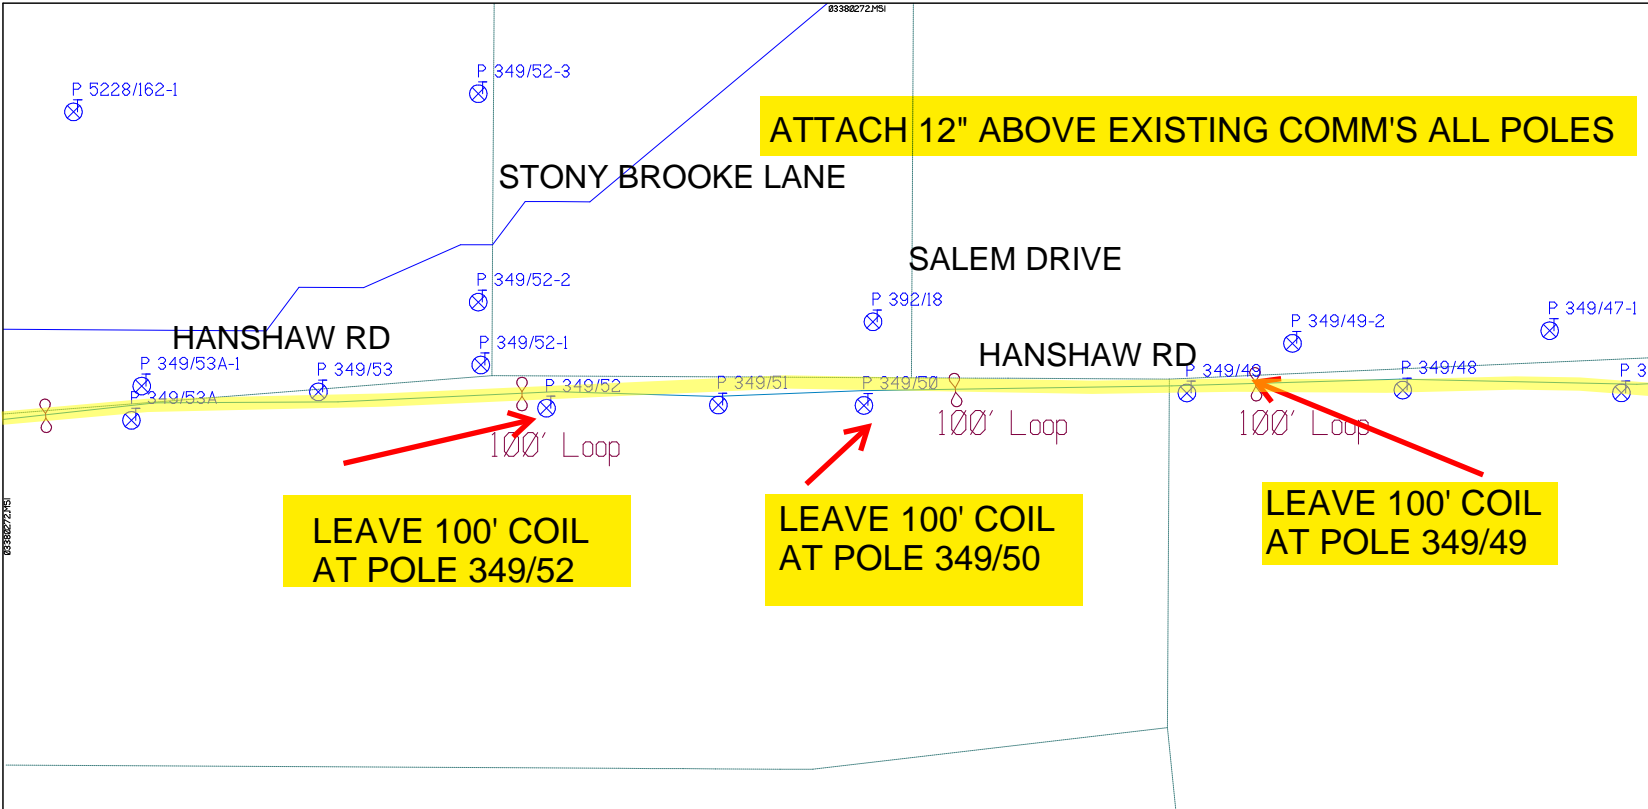 03380272.MSI
P 349/52-3
P 5228/162-1
ATTACH 12" ABOVE EXISTING COMM'S ALL POLES
STONY BROOKE LANE
SALEM DRIVE
P 349/52-2
P 392/18
P 349/49-2
P 349/47-1
HANSHAW RD
P 349/52-1
HANSHAW RD
P 349/53A-1
P 349/53
P 349/49
P 349/48
P 3
P 349/53A
P 349/52
P 349/51
P 349/50
100' Loop
100' Loop
100' Loop
LEAVE 100' COIL
AT POLE 349/52
LEAVE 100' COIL
AT POLE 349/50
LEAVE 100' COIL
AT POLE 349/49
03380272.MSI